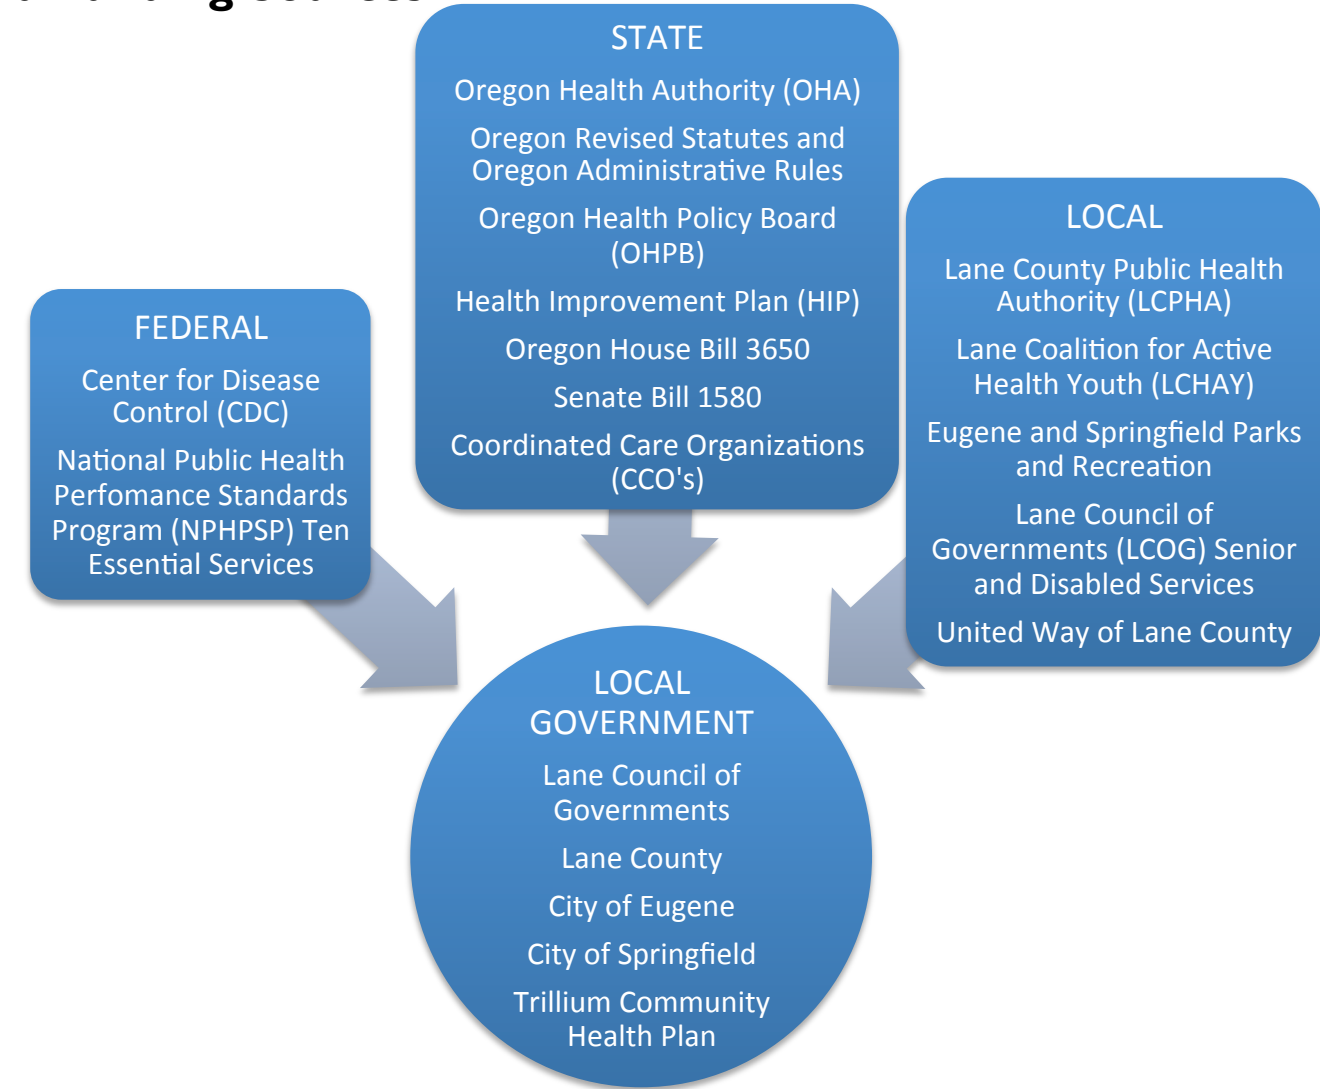 STATE
Oregon Health Authority (OHA)
Oregon Revised Statutes and
Oregon Administrative Rules
Oregon Health Policy Board
(OHPB)
Health Improvement Plan (HIP)
Oregon House Bill 3650
Senate Bill 1580
Coordinated Care Organizations
(CCO's)
LOCAL
Lane County Public Health
Authority (LCPHA)
Lane Coalition for Active
Health Youth (LCHAY)
Eugene and Springfield Parks
and Recreation
Lane Council of
Governments (LCOG) Senior
and Disabled Services
United Way of Lane County
FEDERAL
Center for Disease
Control (CDC)
National Public Health
Perfomance Standards
Program (NPHPSP) Ten
Essential Services
LOCAL
GOVERNMENT
Lane Council of
Governments
Lane County
City of Eugene
City of Springfield
Trillium Community
Health Plan